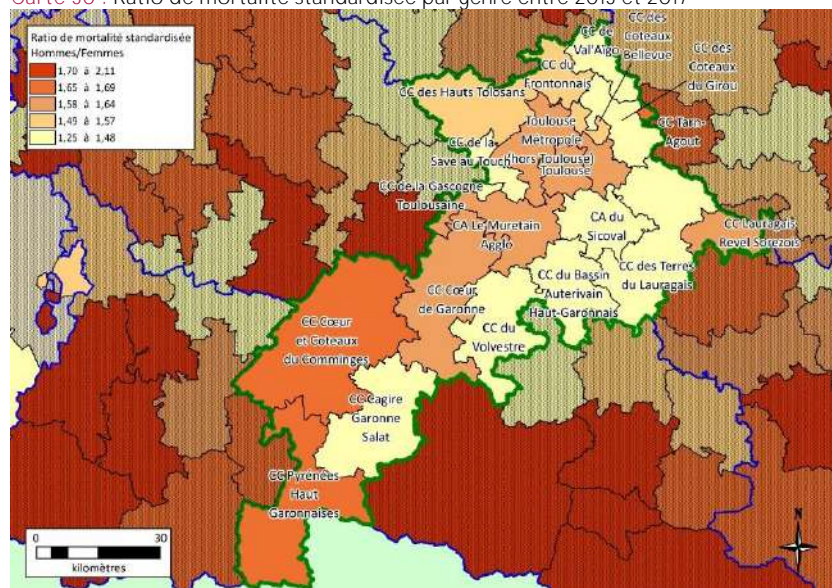 Carte 36 : Ratio de mortalité standardisée par genre entre 2013 et 2017
Ratio de mortalité standardisée
Hommes/Femmes
1,70 à 2,11
1,65 à 1,69
1,58 à 1,64
1,49 à 1,57
1,25 à 1,48
CC de
Val'Aïgo
CC des
Coteaux
Bellevue
CC des
Coteaux
du Girou
CC du
Frontonnais
CC des Hauts Tolosans
CC Tarn-
Agout
Toulouse
Métropole
(hors Toulouse)
Toulouse
CC de la
Save au Touch
CC de la Gascogne
Toulousaine
CA Le Muretain
Agglo
CA du
Sicoval
CC Lauragais
Revel Sorezois
CC des Terres
du Lauragais
CC du Bassin
Auterivain
Haut-Garonnais
CC Cœur
de Garonne
CC du
Volvestre
CC Cœur
et Coteaux
du Comminges
CC Cagire
Garonne
Salat
CC Pyrénées
Haut
Garonnaises
0 30
kilomètres
N